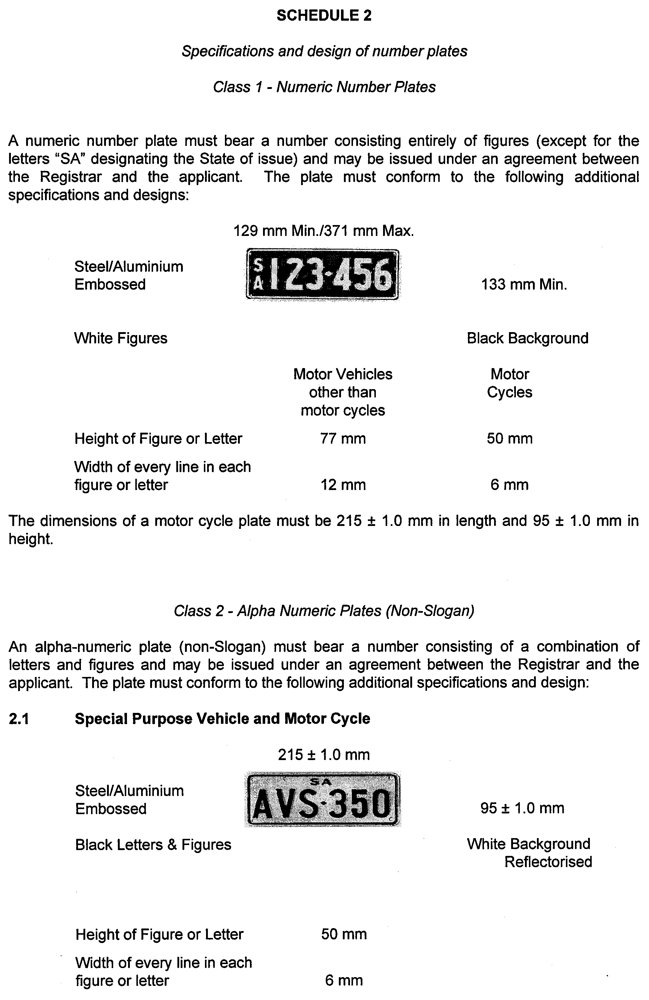 SCHEDULE 2
Specifications and design of number plates
Class 1 - Numeric Number Plates
A numeric number plate must bear a number consisting entirely of figures (except for the
letters “SA” designating the State of issue) and may be issued under an agreement between
the Registrar and the applicant. The plate must conform to the following additional
specifications and designs:
129 mm Min./371 mm Max.
Steel/Aluminium
Embossed
SA 123·456
133 mm Min.
White Figures
Black Background
Motor Vehicles
other than
motor cycles
Motor
Cycles
Height of Figure or Letter 77 mm 50 mm
Width of every line in each
figure or letter 12 mm 6 mm
The dimensions of a motor cycle plate must be 215 ± 1.0 mm in length and 95 ± 1.0 mm in
height.
Class 2 - Alpha Numeric Plates (Non-Slogan)
An alpha-numeric plate (non-Slogan) must bear a number consisting of a combination of
letters and figures and may be issued under an agreement between the Registrar and the
applicant. The plate must conform to the following additional specifications and design:
2.1 Special Purpose Vehicle and Motor Cycle
215 ± 1.0 mm
Steel/Aluminium
Embossed
SA
AVS·350
95 ± 1.0 mm
Black Letters & Figures
White Background
Reflectorised
Height of Figure or Letter 50 mm
Width of every line in each
figure or letter 6 mm